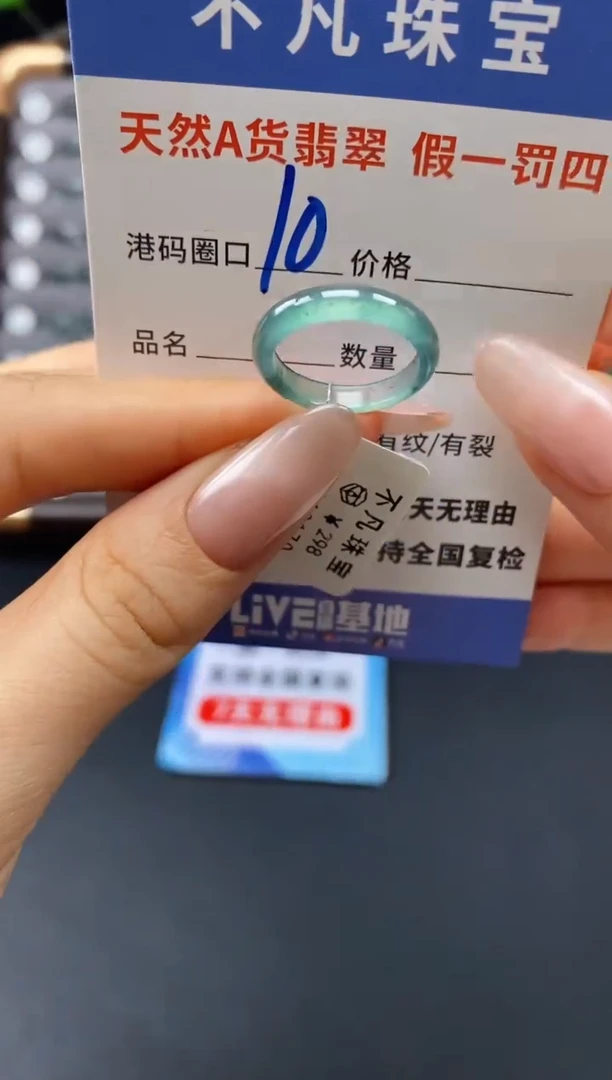 不凡珠宝
天然A货翡翠 假一罚四
港码圈口 10 价格
品名 数量
有纹/有裂
天无理由
持全国复检
不凡珠宝
¥298
LiVE 基地